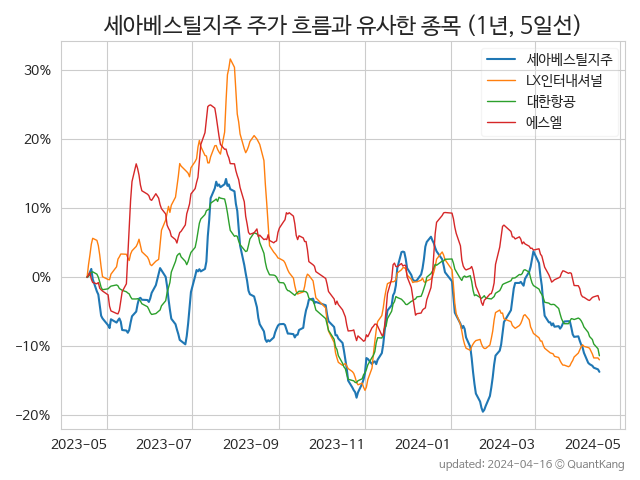 세아베스틸지주 주가 흐름과 유사한 종목 (1년, 5일선)
세아베스틸지주
LX인터내셔널
대한항공
에스엘
30%
20%
10%
0%
−10%
−20%
2023-05 2023-07 2023-09 2023-11 2024-01 2024-03 2024-05
updated: 2024-04-16 © QuantKang